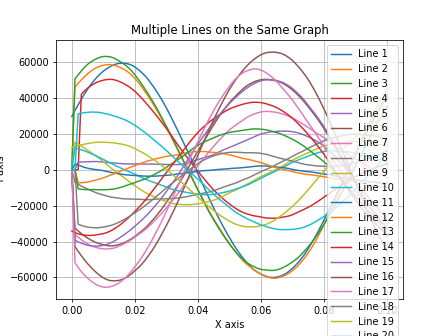 Multiple Lines on the Same Graph
60000
40000
20000
0
−20000
−40000
−60000
0.00
0.02
0.04
0.06
X axis
Line 1
Line 2
Line 3
Line 4
Line 5
Line 6
Line 7
Line 8
Line 9
Line 10
Line 11
Line 12
Line 13
Line 14
Line 15
Line 16
Line 17
Line 18
Line 19
Line 20